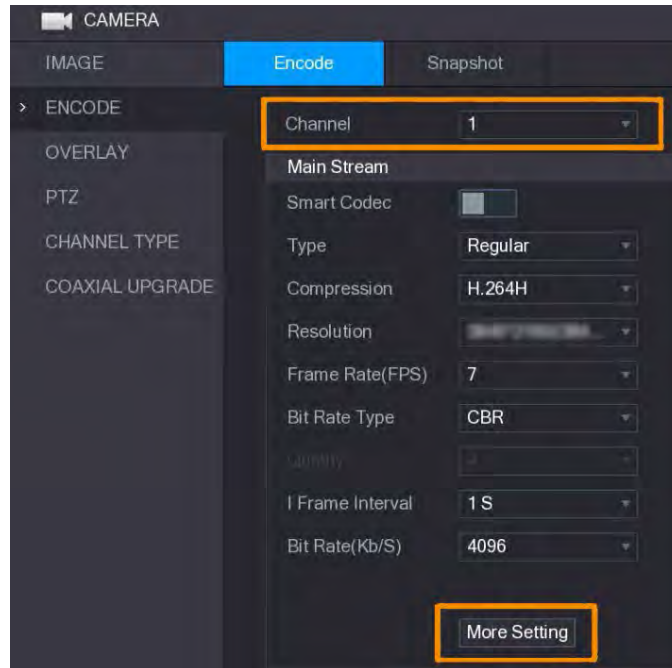 CAMERA
IMAGE
Encode Snapshot
> ENCODE
Channel 1
OVERLAY
Main Stream
PTZ
Smart Codec
CHANNEL TYPE
Type Regular
COAXIAL UPGRADE
Compression H.264H
Resolution
Frame Rate(FPS) 7
Bit Rate Type CBR
Quality
I Frame Interval 1 S
Bit Rate(Kb/S) 4096
More Setting